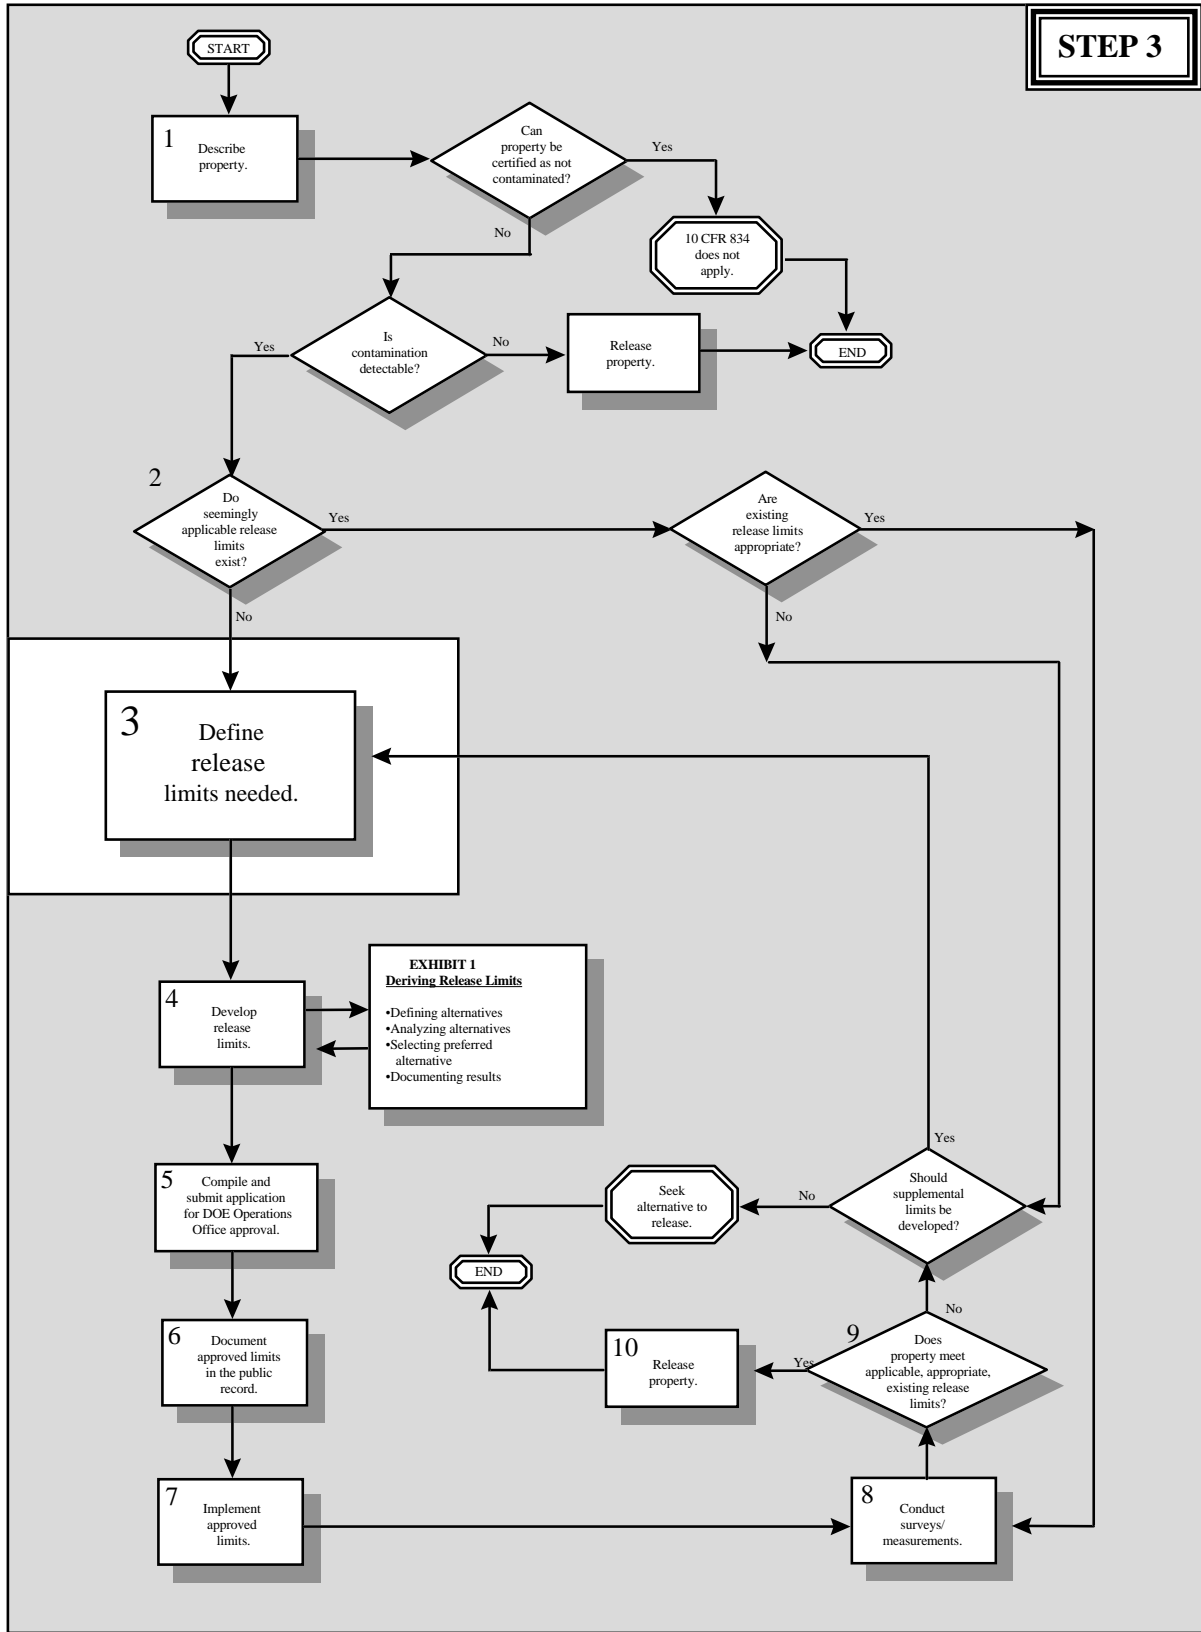 STEP 3
START
1
Describe
property.
Can
property be
certified as not
contaminated?
Yes
No
10 CFR 834
does not
apply.
Is
contamination
detectable?
Yes
No
Release
property.
END
2
Do
seemingly
applicable release
limits
exist?
Yes
No
Are
existing
release limits
appropriate?
Yes
No
3
Define
release
limits needed.
4
Develop
release
limits.
EXHIBIT 1
Deriving Release Limits
•Defining alternatives
•Analyzing alternatives
•Selecting preferred
alternative
•Documenting results
5
Compile and
submit application
for DOE Operations
Office approval.
Seek
alternative to
release.
No
Yes
Should
supplemental
limits be
developed?
END
6
Document
approved limits
in the public
record.
10
Release
property.
Yes
No
9
Does
property meet
applicable, appropriate,
existing release
limits?
7
Implement
approved
limits.
8
Conduct
surveys/
measurements.